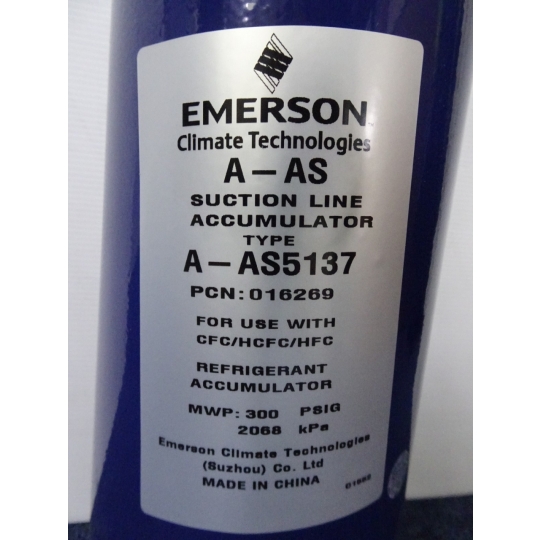 EMERSON
Climate Technologies
A-AS
SUCTION LINE
ACCUMULATOR
TYPE
A-AS5137
PCN: 016269
FOR USE WITH
CFC/HCFC/HFC
REFRIGERANT
ACCUMULATOR
MWP: 300 PSIG
2068 kPa
Emerson Climate Technologies
(Suzhou) Co. Ltd
MADE IN CHINA